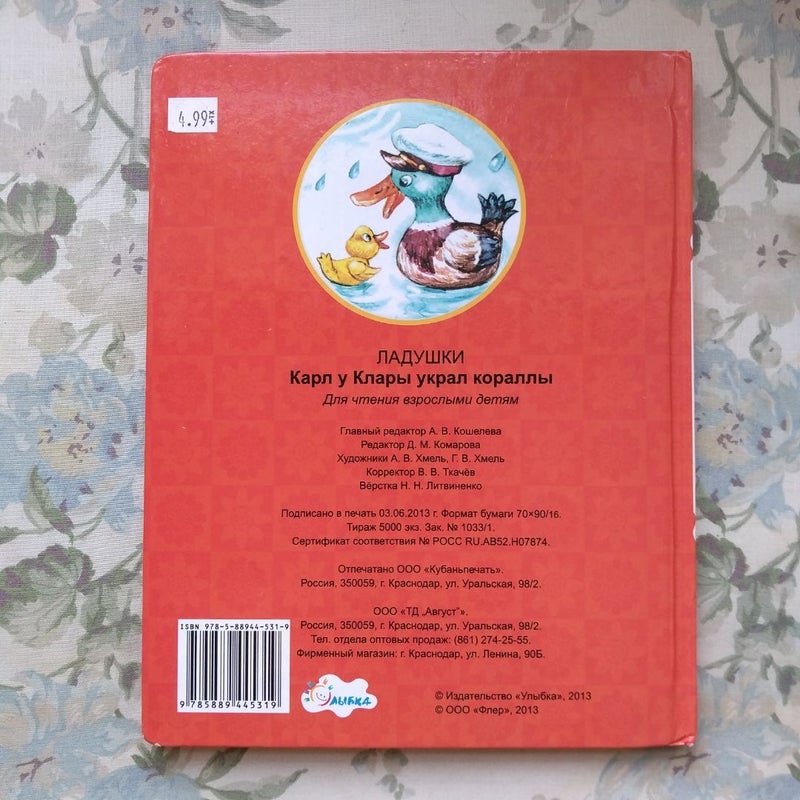 4.99
ЛАДУШКИ
Карл у Клары украл кораллы
Для чтения взрослыми детям
Главный редактор А. В. Кошелева
Редактор Д. М. Комарова
Художники А. В. Хмель, Г. В. Хмель
Корректор В. В. Ткачёв
Вёрстка Н. Н. Литвиненко
Подписано в печать 03.06.2013 г. Формат бумаги 70×90/16.
Тираж 5000 экз. Зак. № 1033/1.
Сертификат соответствия № РОСС RU.АВ52.Н07874.
Отпечатано ООО «Кубаньпечать».
Россия, 350059, г. Краснодар, ул. Уральская, 98/2.
ООО «ТД „Август"».
Россия, 350059, г. Краснодар, ул. Уральская, 98/2.
Тел. отдела оптовых продаж: (861) 274-25-55.
Фирменный магазин: г. Краснодар, ул. Ленина, 90Б.
ISBN 978-5-88944-531-9
9 785889 445319
УЛЫБКА
© Издательство «Улыбка», 2013
© ООО «Флер», 2013